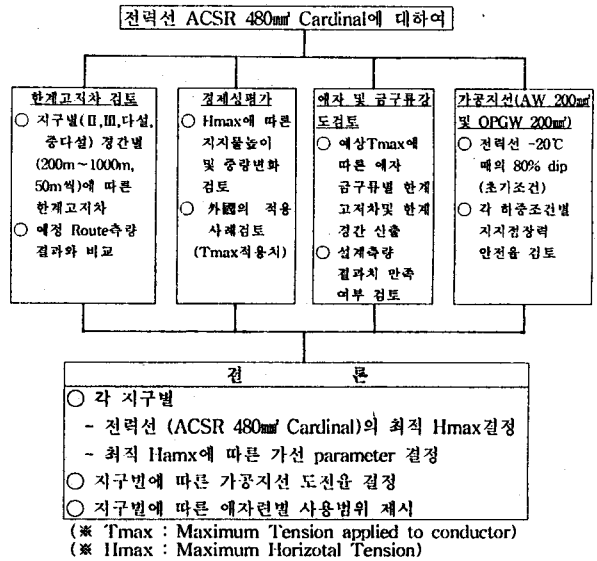 전력선 ACSR 480㎟ Cardinal에 대하여
한계고저차 검토
○ 지구별(Ⅱ,Ⅲ,다설,
중다설) 경간별
(200m～1000m,
50m씩)에 따른
한계고저차
○ 예정 Route측량
결과와 비교
경제성평가
○ Hmax에 따른
지지물높이
및 중량변화
검토
○ 外國의 적용
사례검토
(Tmax적용치)
애자 및 금구류강
도검토
○ 예상Tmax에
따른 애자
금구류별 한계
고저차및 한계
경간 산출
○ 설계측량
결과치 만족
여부 검토
가공지선(AW 200㎟
및 OPGW 200㎟)
○ 전력선 -20℃
때의 80% dip
(초기조건)
○ 각 하중조건별
지지점장력
안전율 검토
결 론
○ 각 지구별
- 전력선 (ACSR 480㎟ Cardinal)의 최적 Hmax결정
- 최적 Hamx에 따른 가선 parameter 결정
○ 지구별에 따른 가공지선 도전율 결정
○ 지구별에 따른 애자련별 사용범위 제시
(※ Tmax : Maximum Tension applied to conductor)
(※ Hmax : Maximum Horizotal Tension)